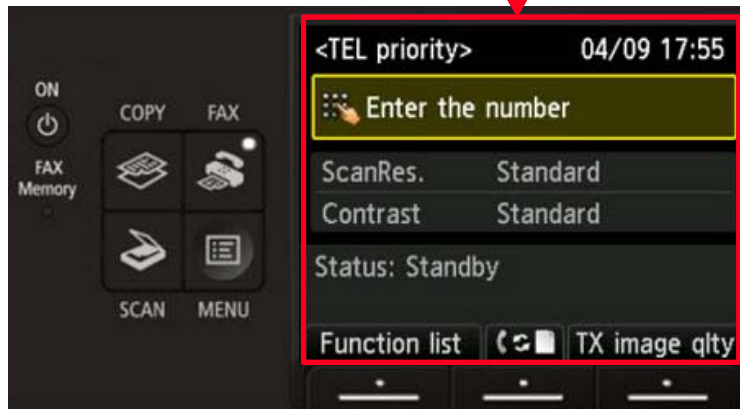 <TEL priority> 04/09 17:55
Enter the number
ScanRes. Standard
Contrast Standard
Status: Standby
Function list TX image qlty
ON
COPY FAX
FAX
Memory
SCAN MENU